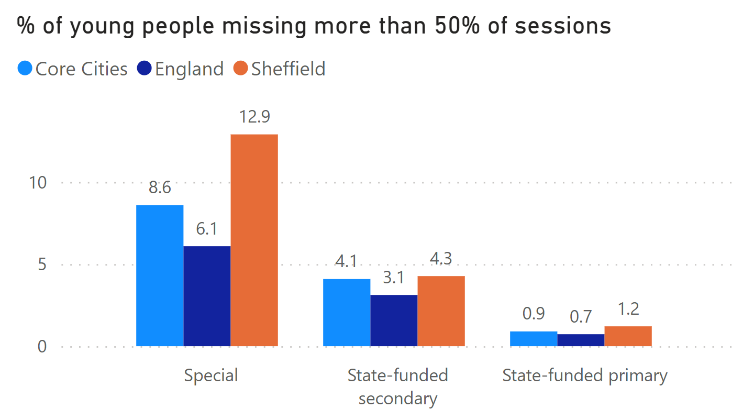 % of young people missing more than 50% of sessions
Core Cities England Sheffield
12.9
10
8.6
6.1
5
4.1
3.1
4.3
0.9
0.7
1.2
0
Special
State-funded
secondary
State-funded primary